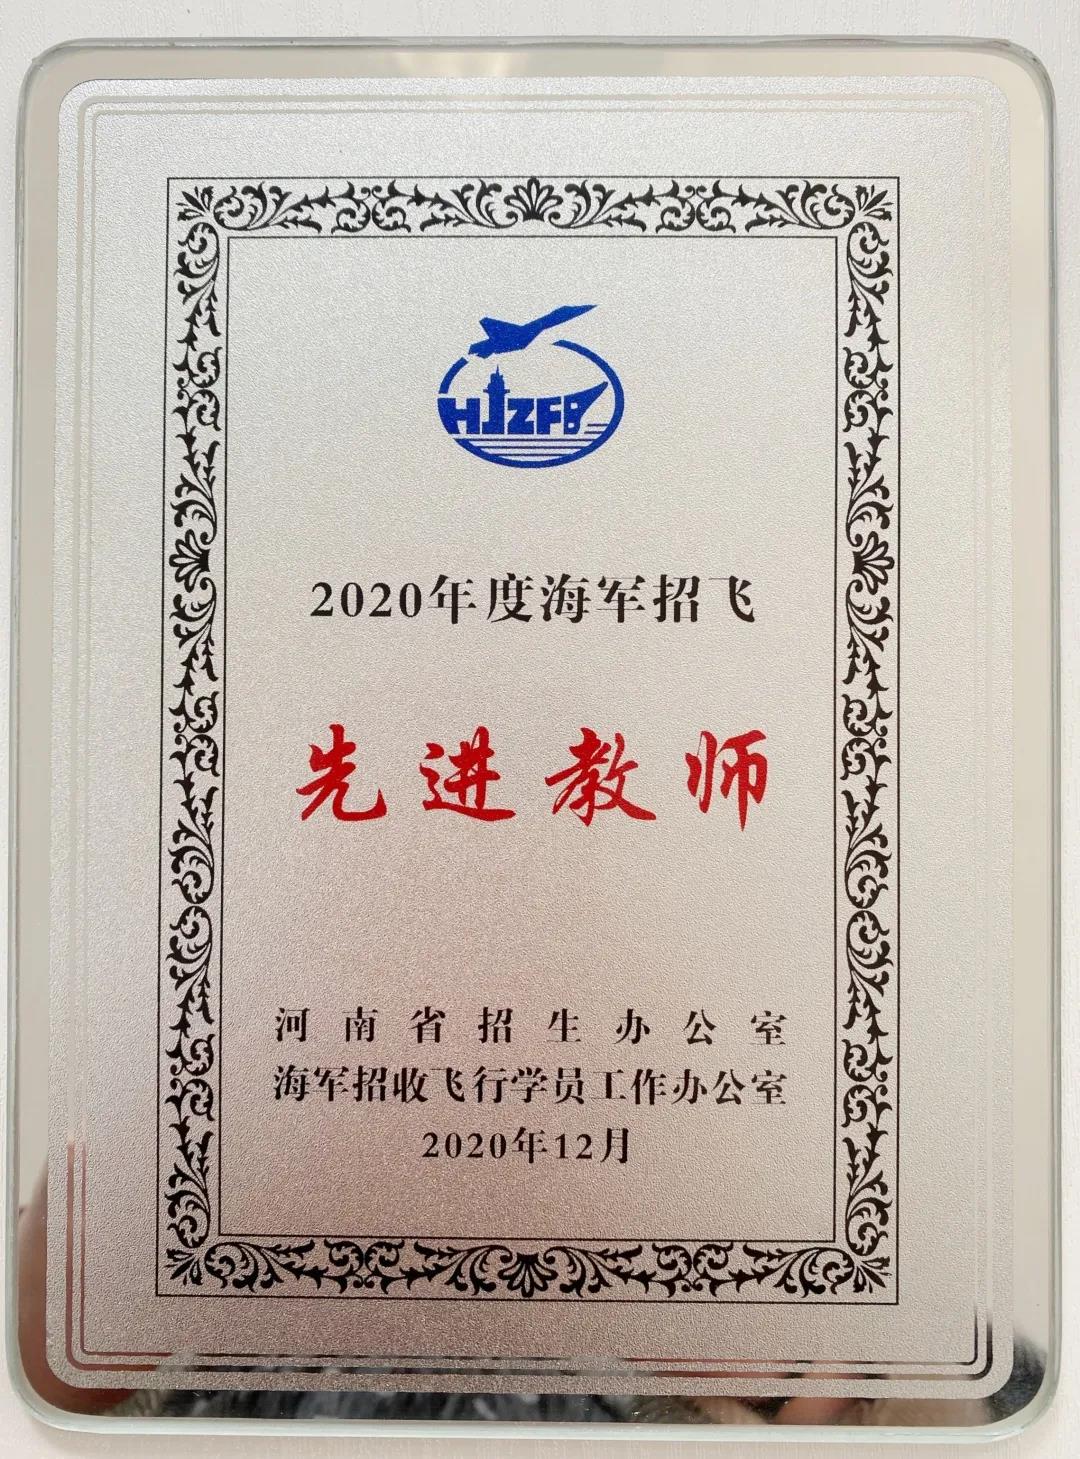 HJZFB
2020年度海军招飞
先进教师
河南省招生办公室
海军招收飞行学员工作办公室
2020年12月